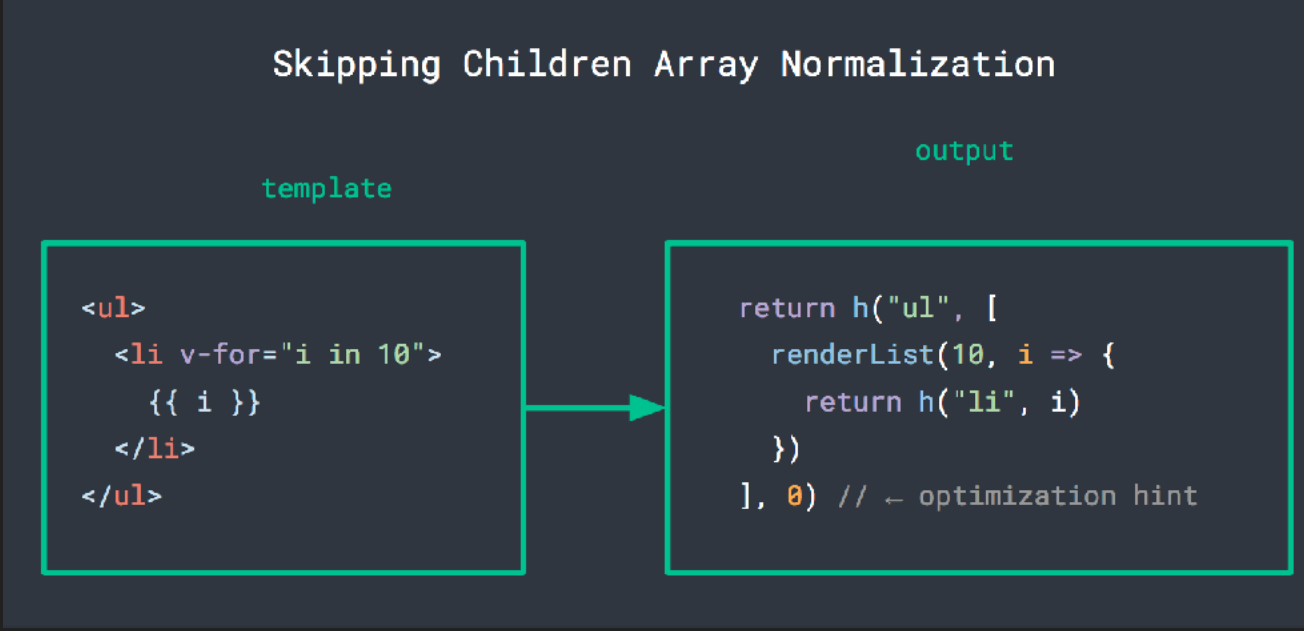 Skipping Children Array Normalization
template
<ul>
  <li v-for="i in 10">
    {{ i }}
  </li>
</ul>
output
return h("ul", [
  renderList(10, i => {
    return h("li", i)
  })
], 0) // ← optimization hint